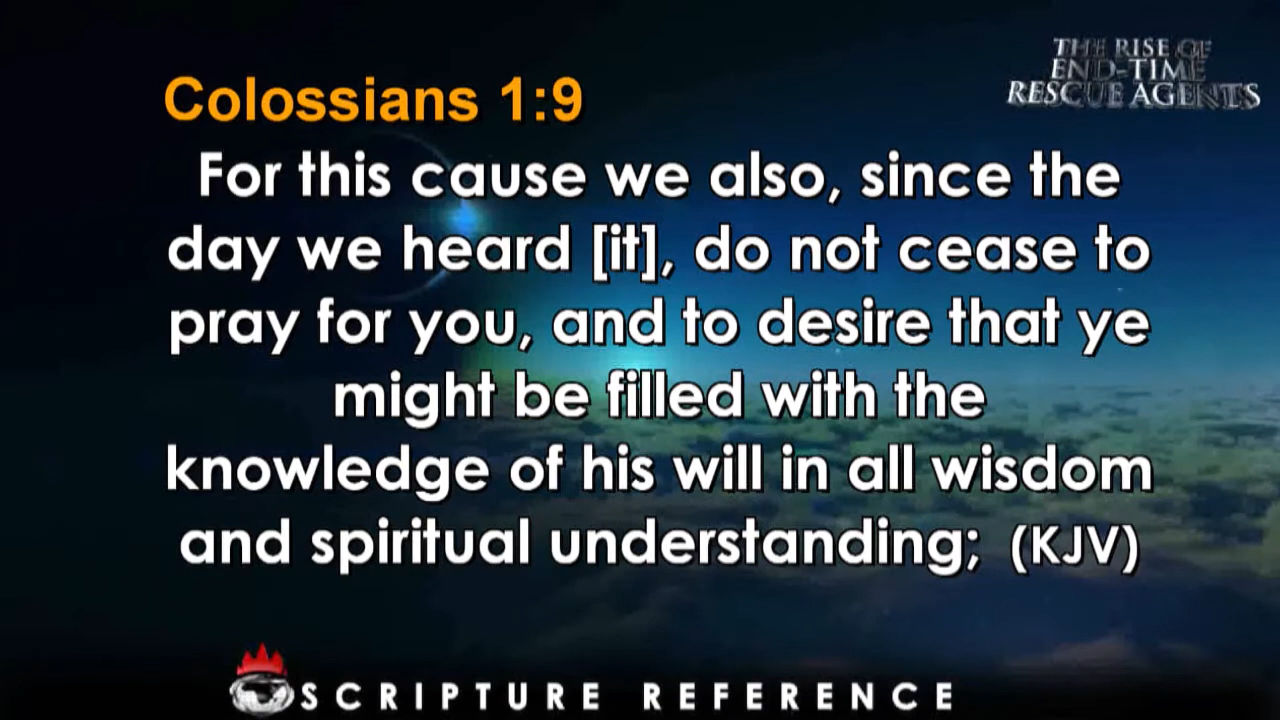 THE RISE OF
END-TIME
RESCUE AGENTS
Colossians 1:9
For this cause we also, since the
day we heard [it], do not cease to
pray for you, and to desire that ye
might be filled with the
knowledge of his will in all wisdom
and spiritual understanding; (KJV)
SCRIPTURE REFERENCE